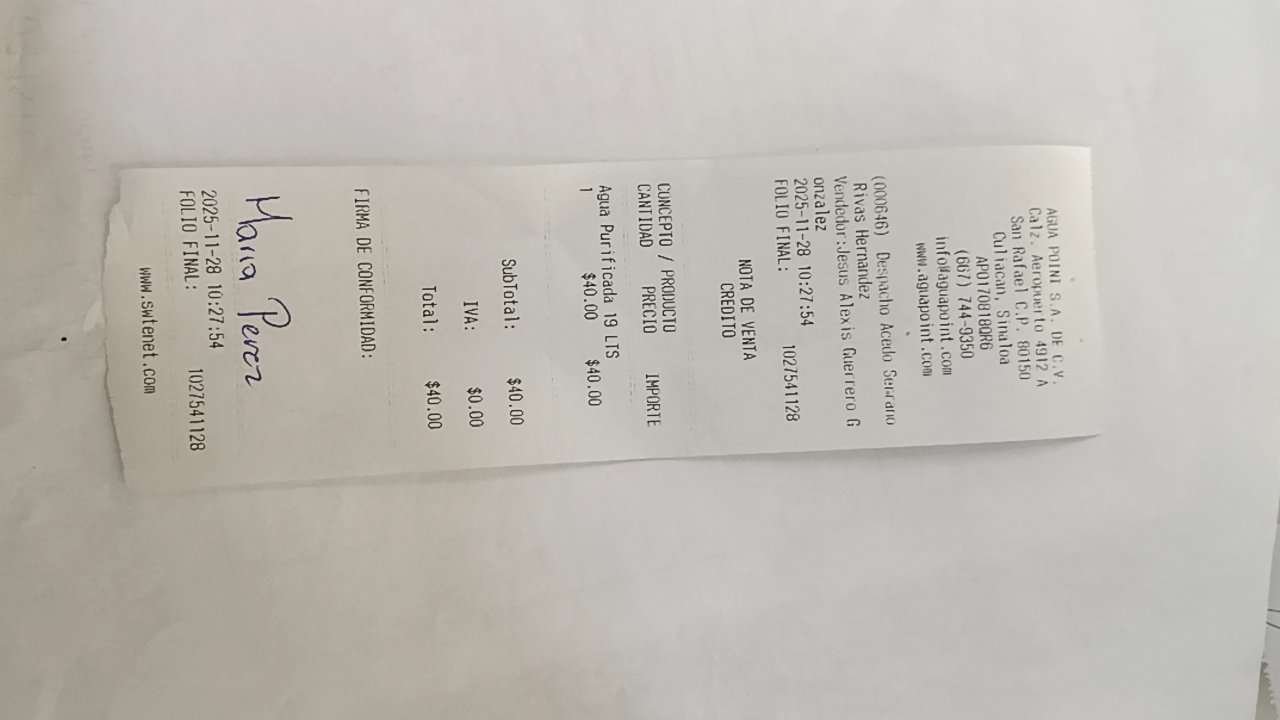 AGUA POINT S.A. DE C.V.
Calz. Aeropuerto 4912 A
San Rafael C.P. 80150
Culiacan, Sinaloa
APO170818QR6
(667) 744-9350
info@aguapoint.com
www.aguapoint.com
(000646) Despacho Acedo Serrano
Rivas Hernandez
Vendedor:Jesus Alexis Guerrero G
onzalez
2025-11-28 10:27:54
FOLIO FINAL: 1027541128
NOTA DE VENTA
CREDITO
CONCEPTO / PRODUCTO
CANTIDAD PRECIO IMPORTE
Agua Purificada 19 LTS
1 $40.00 $40.00
SubTotal: $40.00
IVA: $0.00
Total: $40.00
FIRMA DE CONFORMIDAD:
Maria Perez
2025-11-28 10:27:54
FOLIO FINAL: 1027541128
www.swtenet.com